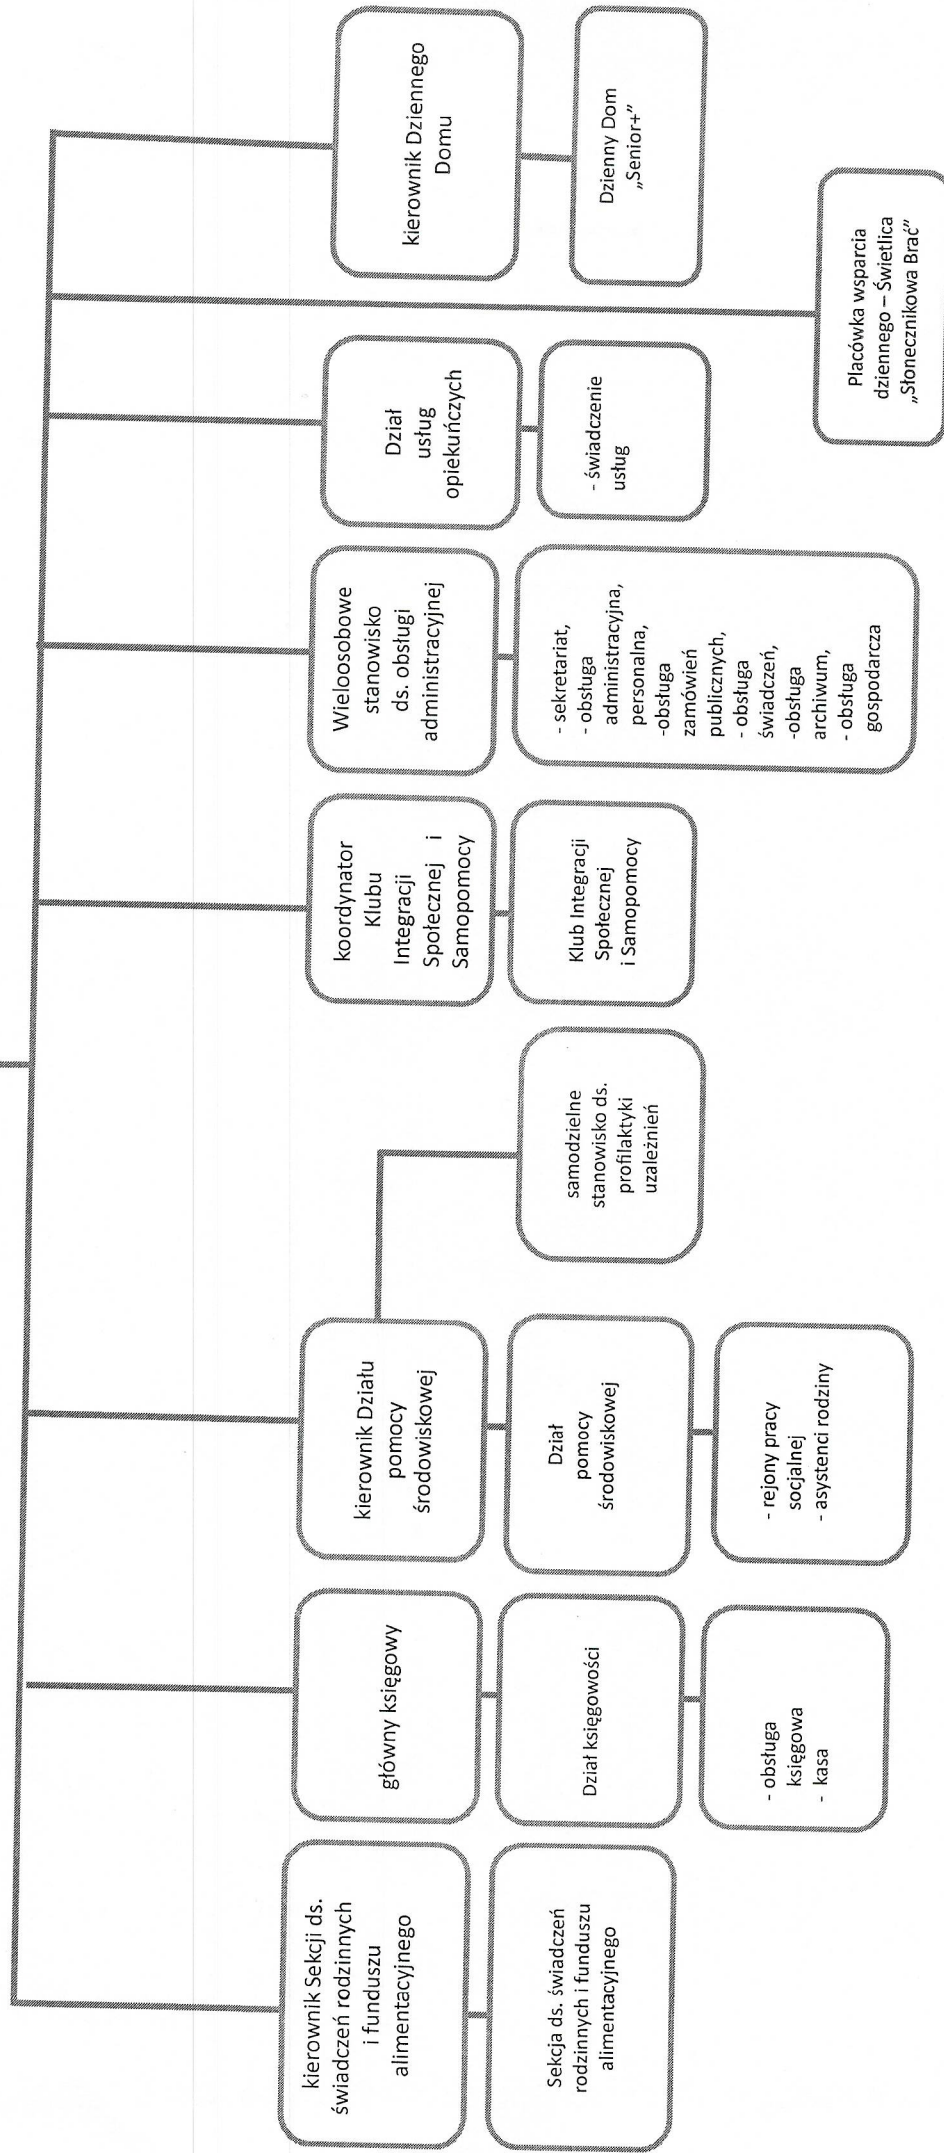 kierownik Sekcji ds.
świadczeń rodzinnych
i funduszu
alimentacyjnego
Sekcja ds. świadczeń
rodzinnych i funduszu
alimentacyjnego
główny księgowy
Dział księgowości
- obsługa
księgowa
- kasa
kierownik Działu
pomocy
środowiskowej
Dział
pomocy
środowiskowej
- rejony pracy
socjalnej
- asystenci rodziny
samodzielne
stanowisko ds.
profilaktyki
uzależnień
koordynator
Klubu
Integracji
Społecznej i
Samopomocy
Klub Integracji
Społecznej
i Samopomocy
Wieloosobowe
stanowisko
ds. obsługi
administracyjnej
- sekretariat,
- obsługa
administracyjna,
personalna,
-obsługa
zamówień
publicznych,
- obsługa
świadczeń,
-obsługa
archiwum,
- obsługa
gospodarcza
Dział
usług
opiekuńczych
- świadczenie
usług
Placówka wsparcia
dziennego – Świetlica
„Słonecznikowa Brać”
kierownik Dziennego
Domu
Dzienny Dom
„Senior+”